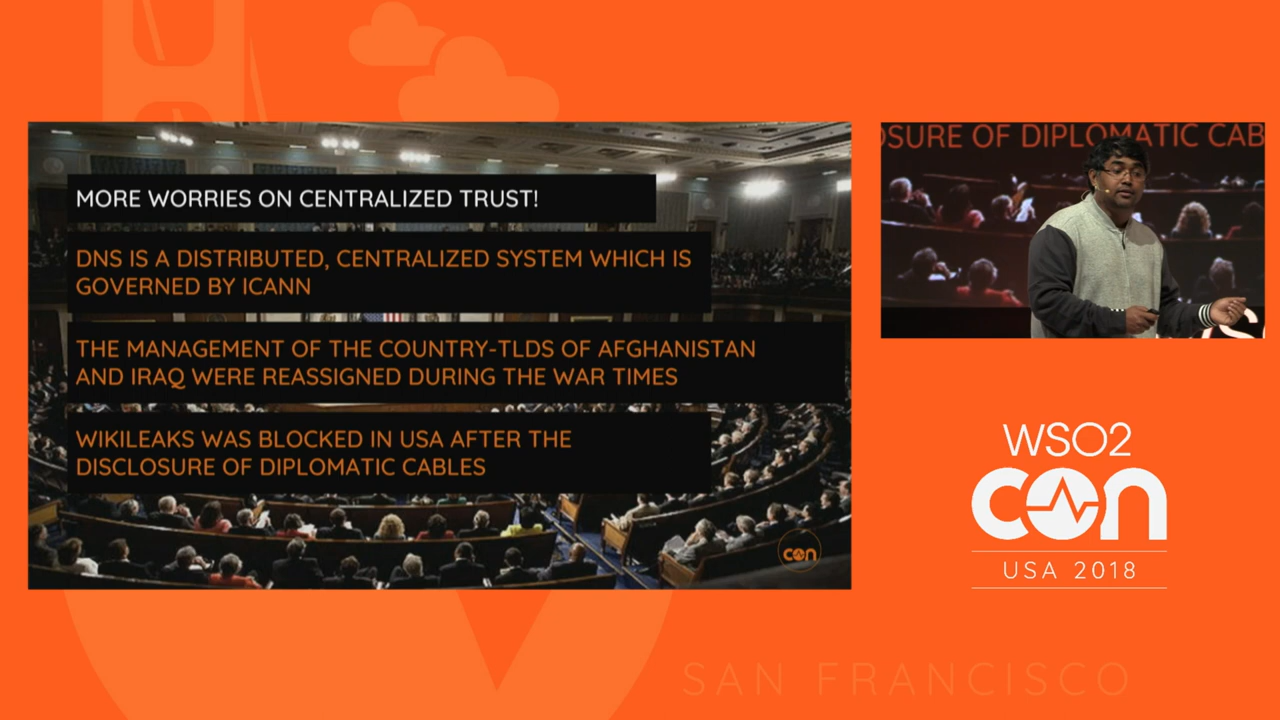 MORE WORRIES ON CENTRALIZED TRUST!
DNS IS A DISTRIBUTED, CENTRALIZED SYSTEM WHICH IS
GOVERNED BY ICANN
THE MANAGEMENT OF THE COUNTRY-TLDS OF AFGHANISTAN
AND IRAQ WERE REASSIGNED DURING THE WAR TIMES
WIKILEAKS WAS BLOCKED IN USA AFTER THE
DISCLOSURE OF DIPLOMATIC CABLES
con
OSURE OF DIPLOMATIC CAB
WSO2
con
USA 2018
SAN FRANCISCO